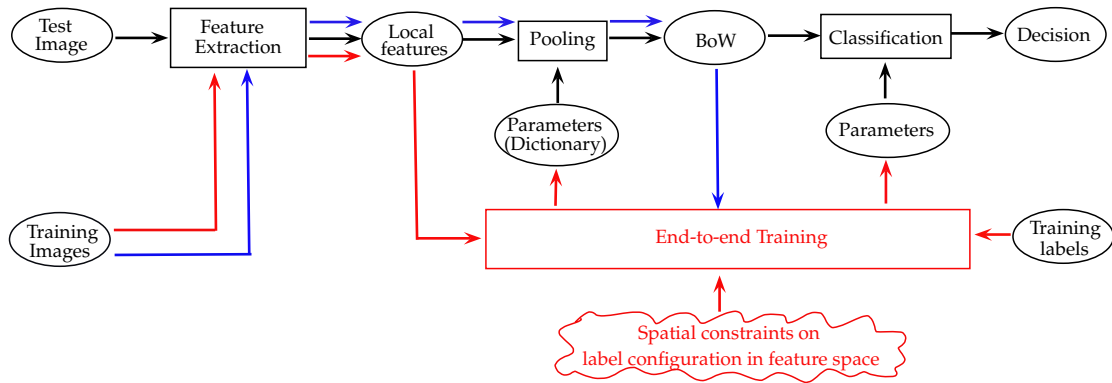 Test
Image
Feature
Extraction
Local
features
Pooling
BoW
Classification
Decision
Parameters
(Dictionary)
Parameters
Training
Images
End-to-end Training
Training
labels
Spatial constraints on
label configuration in feature space